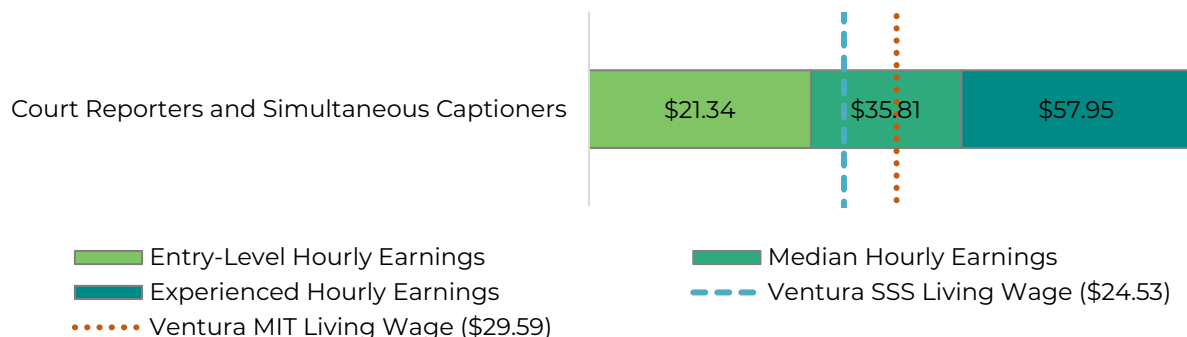 Court Reporters and Simultaneous Captioners $21.34 $35.81 $57.95
Entry-Level Hourly Earnings Median Hourly Earnings
Experienced Hourly Earnings Ventura SSS Living Wage ($24.53)
Ventura MIT Living Wage ($29.59)